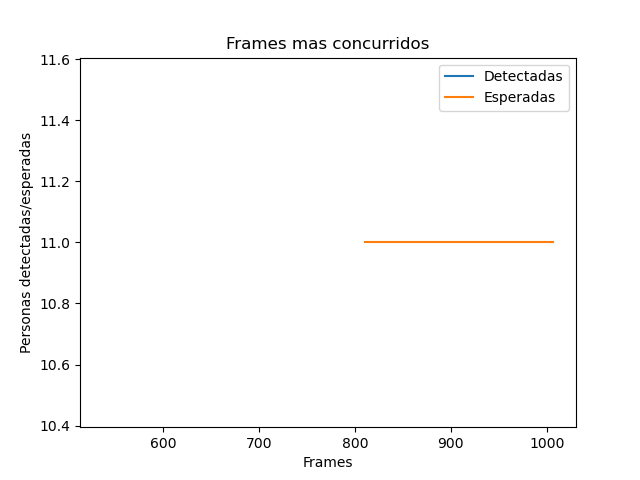 Frames mas concurridos
11.6
11.4
11.2
11.0
10.8
10.6
10.4
Personas detectadas/esperadas
Detectadas
Esperadas
600 700 800 900 1000
Frames